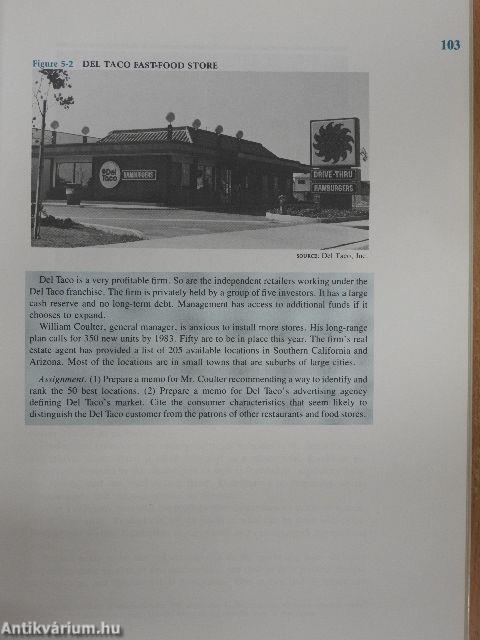 103
Figure 5-2 DEL TACO FAST-FOOD STORE
Del Taco
HAMBURGERS
DRIVE-THRU
HAMBURGERS
SOURCE: Del Taco, Inc.
Del Taco is a very profitable firm. So are the independent retailers working under the
Del Taco franchise. The firm is privately held by a group of five investors. It has a large
cash reserve and no long-term debt. Management has access to additional funds if it
chooses to expand.
William Coulter, general manager, is anxious to install more stores. His long-range
plan calls for 350 new units by 1983. Fifty are to be in place this year. The firm's real
estate agent has provided a list of 205 available locations in Southern California and
Arizona. Most of the locations are in small towns that are suburbs of large cities.
Assignment. (1) Prepare a memo for Mr. Coulter recommending a way to identify and
rank the 50 best locations. (2) Prepare a memo for Del Taco's advertising agency
defining Del Taco's market. Cite the consumer characteristics that seem likely to
distinguish the Del Taco customer from the patrons of other restaurants and food stores.
Antikvárium.hu